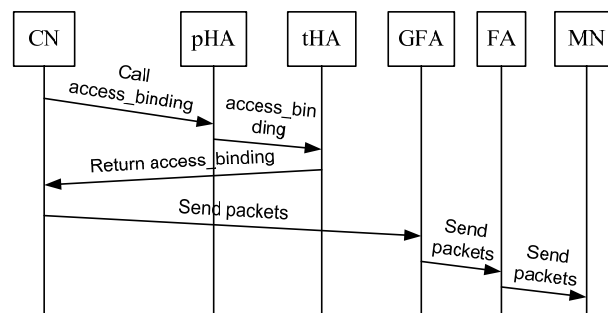 CN pHA tHA GFA FA MN
Call
access_binding
access_bin
ding
Return access_binding
Send packets
Send
packets
Send
packets